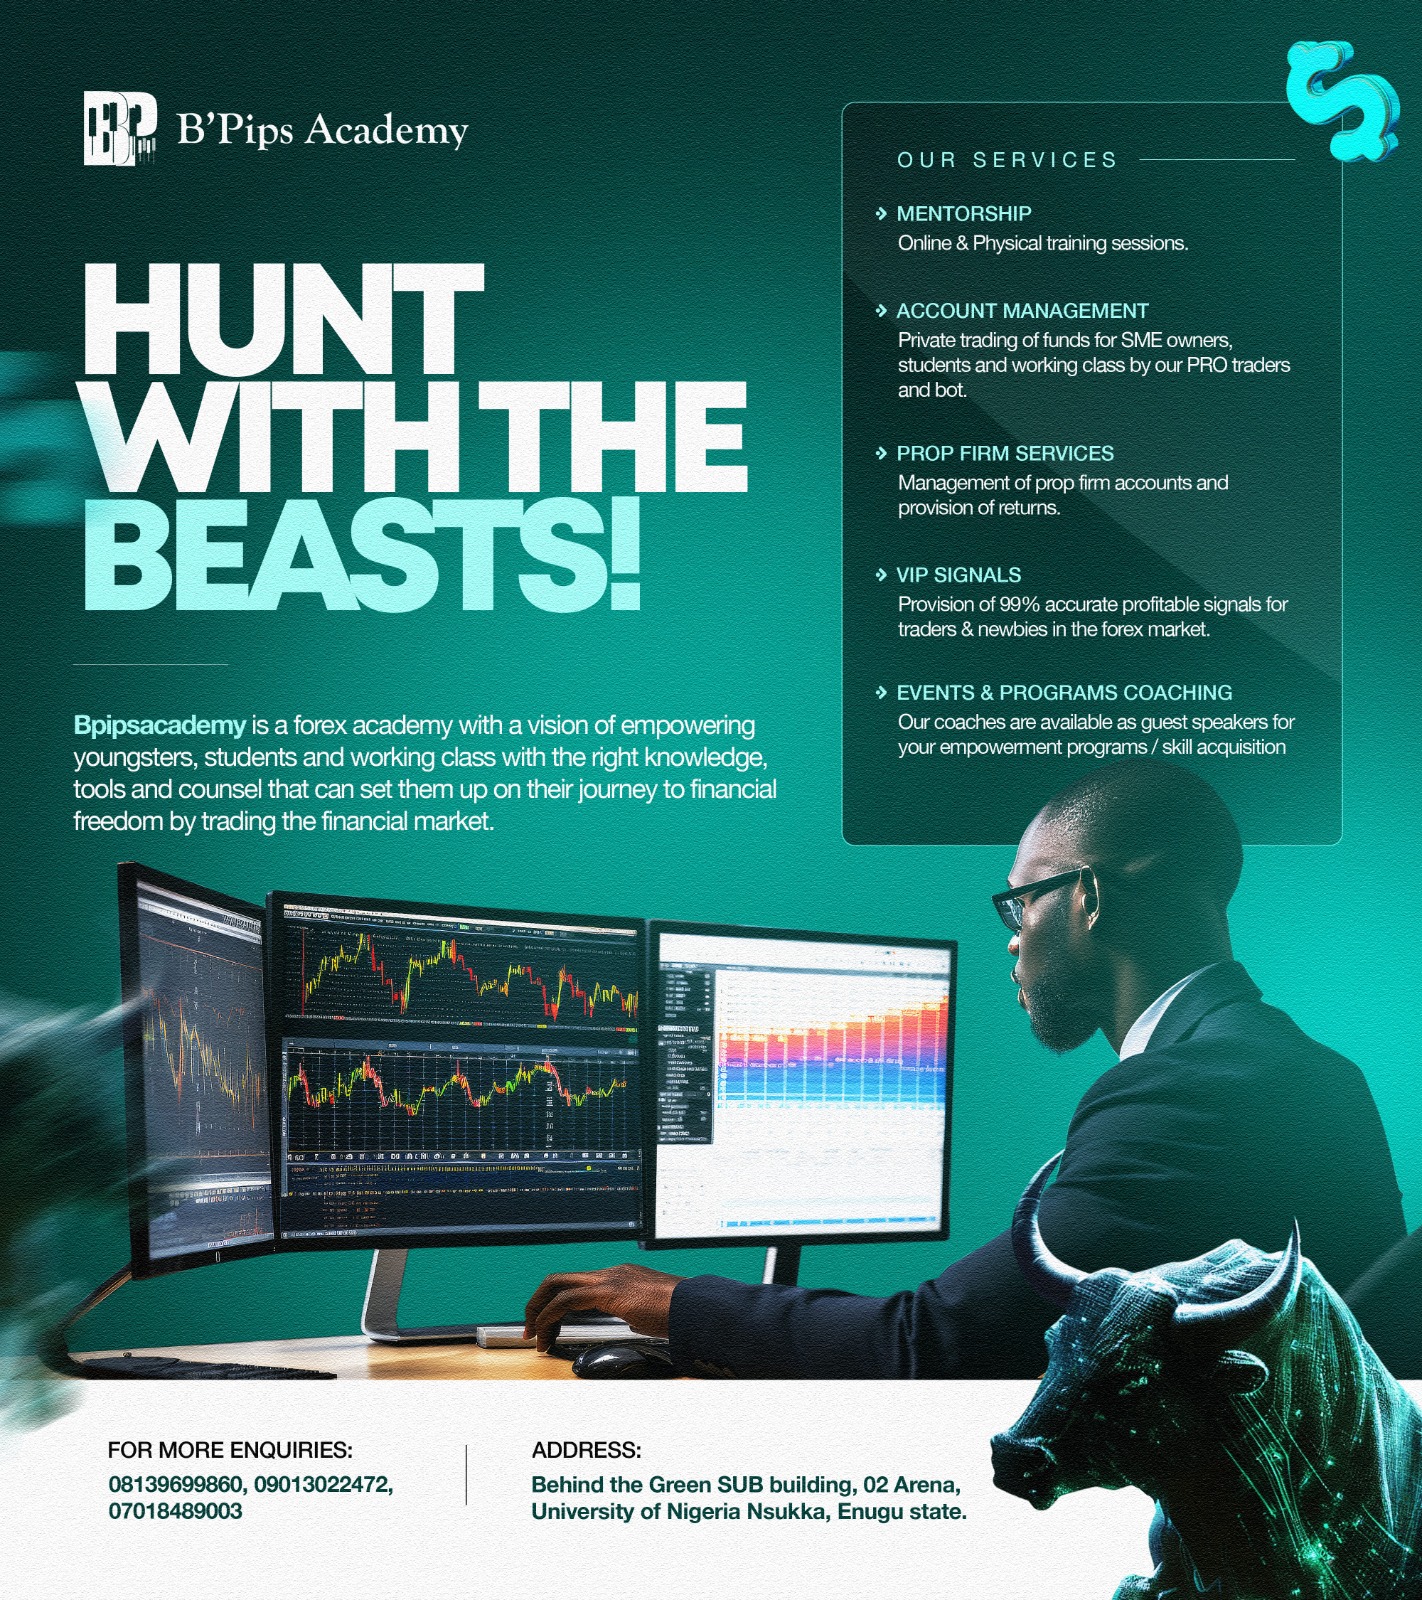 BP
B'Pips Academy
HUNT
WITH THE
BEASTS!
Bpipsacademy is a forex academy with a vision of empowering
youngsters, students and working class with the right knowledge,
tools and counsel that can set them up on their journey to financial
freedom by trading the financial market.
OUR SERVICES
MENTORSHIP
Online & Physical training sessions.
ACCOUNT MANAGEMENT
Private trading of funds for SME owners,
students and working class by our PRO traders
and bot.
PROP FIRM SERVICES
Management of prop firm accounts and
provision of returns.
VIP SIGNALS
Provision of 99% accurate profitable signals for
traders & newbies in the forex market.
EVENTS & PROGRAMS COACHING
Our coaches are available as guest speakers for
your empowerment programs / skill acquisition
FOR MORE ENQUIRIES:
08139699860, 09013022472,
07018489003
ADDRESS:
Behind the Green SUB building, 02 Arena,
University of Nigeria Nsukka, Enugu state.